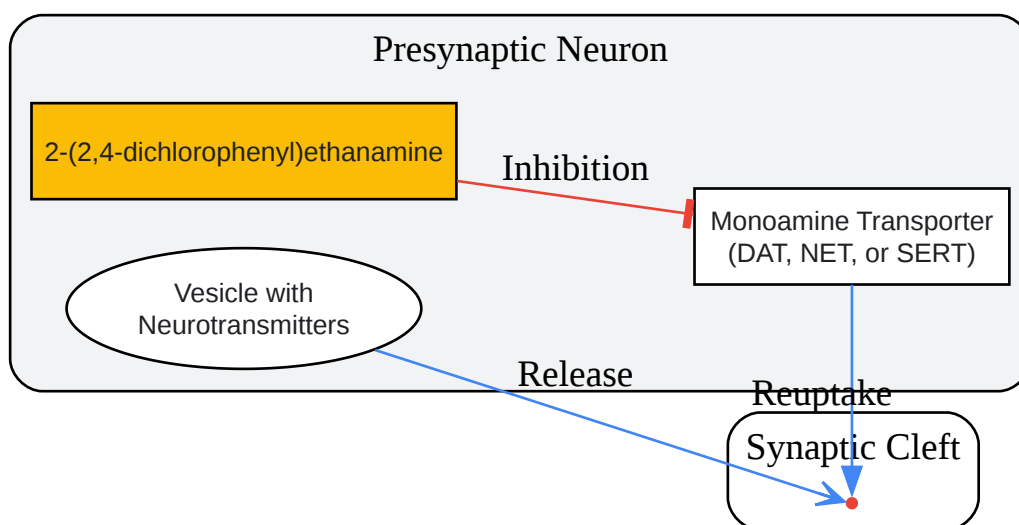 Presynaptic Neuron
2-(2,4-dichlorophenyl)ethanamine
Inhibition
Monoamine Transporter
(DAT, NET, or SERT)
Vesicle with
Neurotransmitters
Release
Reuptake
Synaptic Cleft